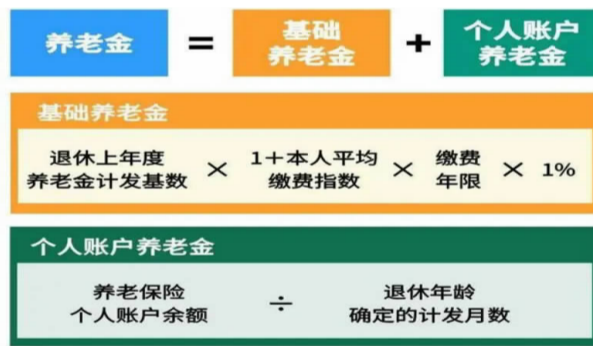 养老金 = 基础养老金 + 个人账户养老金
基础养老金
退休上年度养老金计发基数 × 1+本人平均缴费指数 × 缴费年限 × 1%
个人账户养老金
养老保险个人账户余额 ÷ 退休年龄确定的计发月数